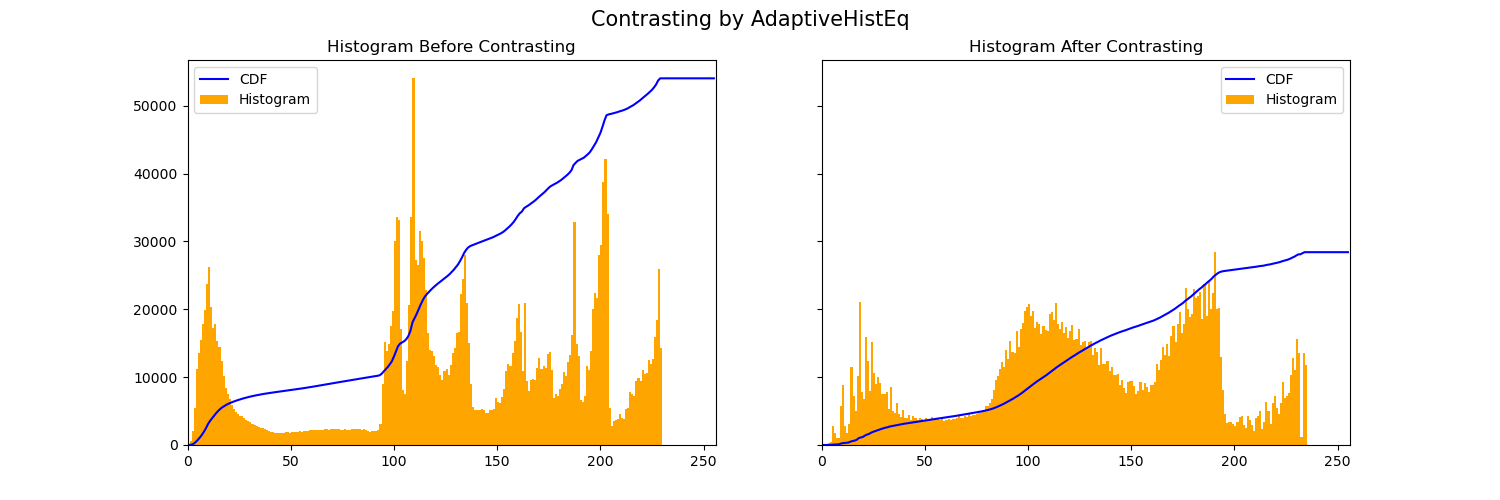 Contrasting by AdaptiveHistEq
Histogram Before Contrasting
CDF
Histogram
50000
40000
30000
20000
10000
0
0 50 100 150 200 250
Histogram After Contrasting
CDF
Histogram
0 50 100 150 200 250